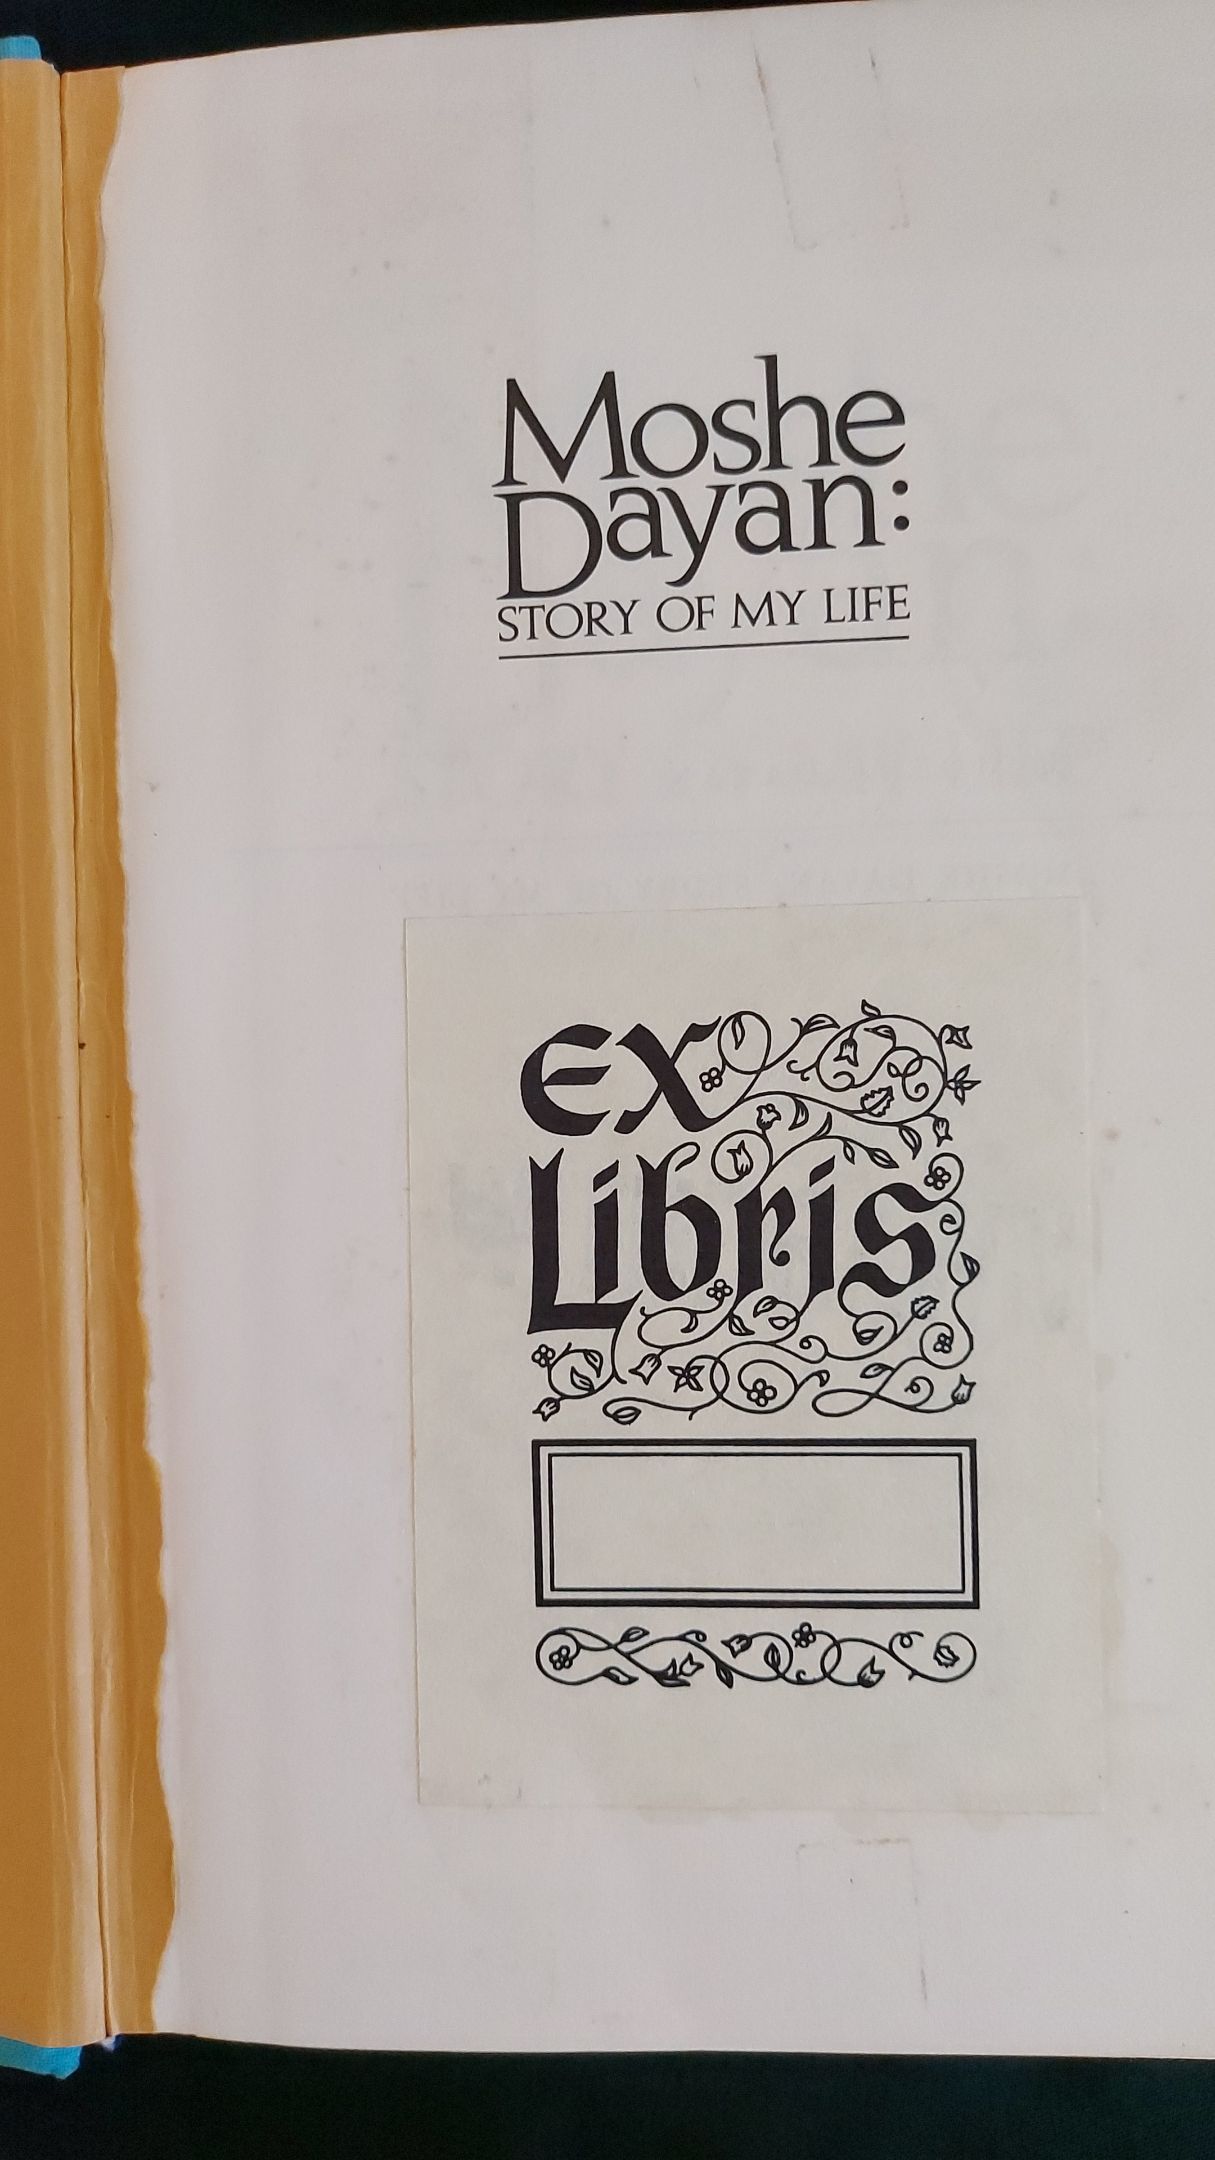 Moshe
Dayan:
STORY OF MY LIFE
ex
Libris